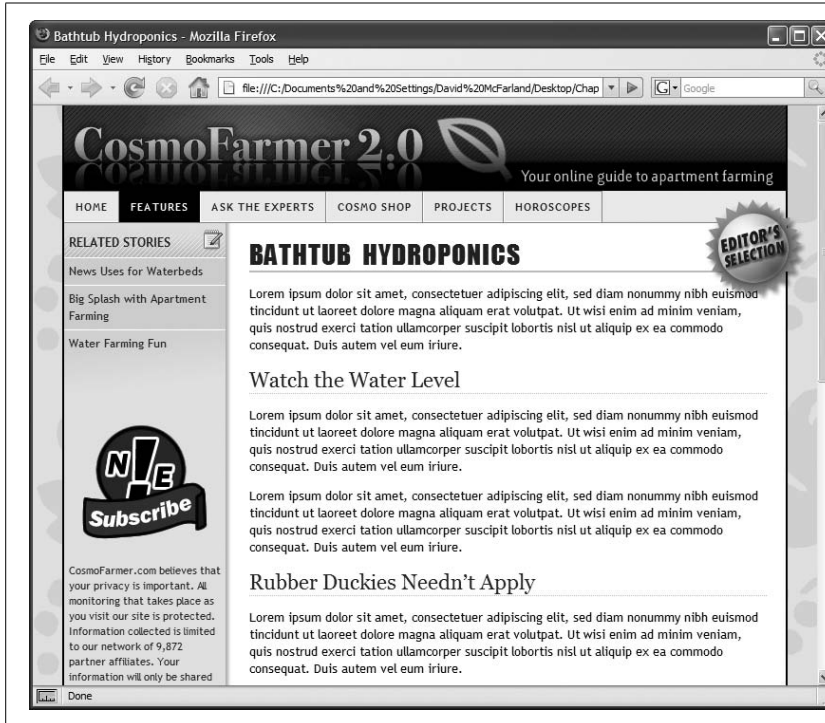 Bathtub Hydroponics - Mozilla Firefox
File Edit View History Bookmarks Tools Help
file:///C:/Documents%20and%20Settings/David%20McFarland/Desktop/Chap
G Google
CosmoFarmer 2.0
Your online guide to apartment farming
HOME FEATURES ASK THE EXPERTS COSMO SHOP PROJECTS HOROSCOPES
EDITOR'S
SELECTION
RELATED STORIES
News Uses for Waterbeds
Big Splash with Apartment
Farming
Water Farming Fun
N!E
Subscribe
CosmoFarmer.com believes that
your privacy is important. All
monitoring that takes place as
you visit our site is protected.
Information collected is limited
to our network of 9,872
partner affiliates. Your
information will only be shared
BATHTUB HYDROPONICS
Lorem ipsum dolor sit amet, consectetuer adipiscing elit, sed diam nonummy nibh euismod
tincidunt ut laoreet dolore magna aliquam erat volutpat. Ut wisi enim ad minim veniam,
quis nostrud exerci tation ullamcorper suscipit lobortis nisl ut aliquip ex ea commodo
consequat. Duis autem vel eum iriure.
Watch the Water Level
Lorem ipsum dolor sit amet, consectetuer adipiscing elit, sed diam nonummy nibh euismod
tincidunt ut laoreet dolore magna aliquam erat volutpat. Ut wisi enim ad minim veniam,
quis nostrud exerci tation ullamcorper suscipit lobortis nisl ut aliquip ex ea commodo
consequat. Duis autem vel eum iriure.
Lorem ipsum dolor sit amet, consectetuer adipiscing elit, sed diam nonummy nibh euismod
tincidunt ut laoreet dolore magna aliquam erat volutpat. Ut wisi enim ad minim veniam,
quis nostrud exerci tation ullamcorper suscipit lobortis nisl ut aliquip ex ea commodo
consequat. Duis autem vel eum iriure.
Rubber Duckies Needn't Apply
Lorem ipsum dolor sit amet, consectetuer adipiscing elit, sed diam nonummy nibh euismod
tincidunt ut laoreet dolore magna aliquam erat volutpat. Ut wisi enim ad minim veniam,
quis nostrud exerci tation ullamcorper suscipit lobortis nisl ut aliquip ex ea commodo
consequat. Duis autem vel eum iriure.
Done